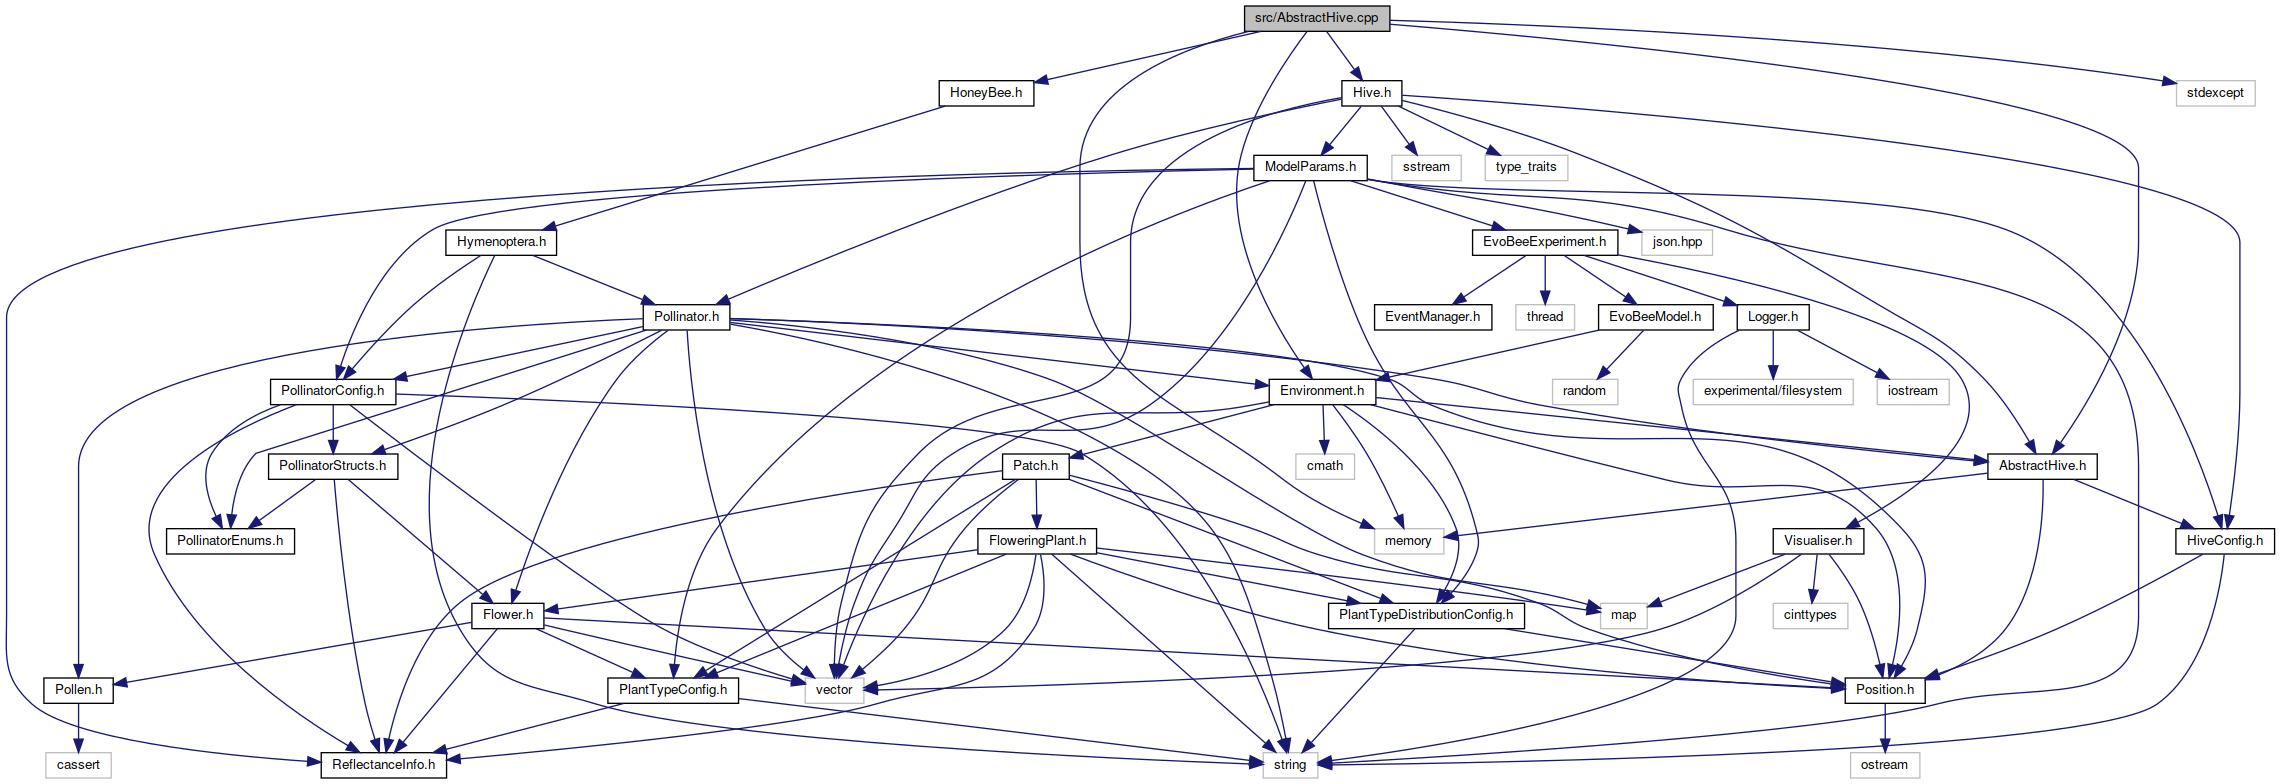 src/AbstractHive.cpp
HoneyBee.h
Hive.h
stdexcept
ModelParams.h
sstream
type_traits
Hymenoptera.h
EvoBeeExperiment.h
json.hpp
Pollinator.h
EventManager.h
thread
EvoBeeModel.h
Logger.h
PollinatorConfig.h
Environment.h
random
experimental/filesystem
iostream
PollinatorStructs.h
Patch.h
cmath
AbstractHive.h
PollinatorEnums.h
FloweringPlant.h
memory
Visualiser.h
HiveConfig.h
Flower.h
PlantTypeDistributionConfig.h
map
cinttypes
Pollen.h
PlantTypeConfig.h
vector
Position.h
cassert
ReflectanceInfo.h
string
ostream